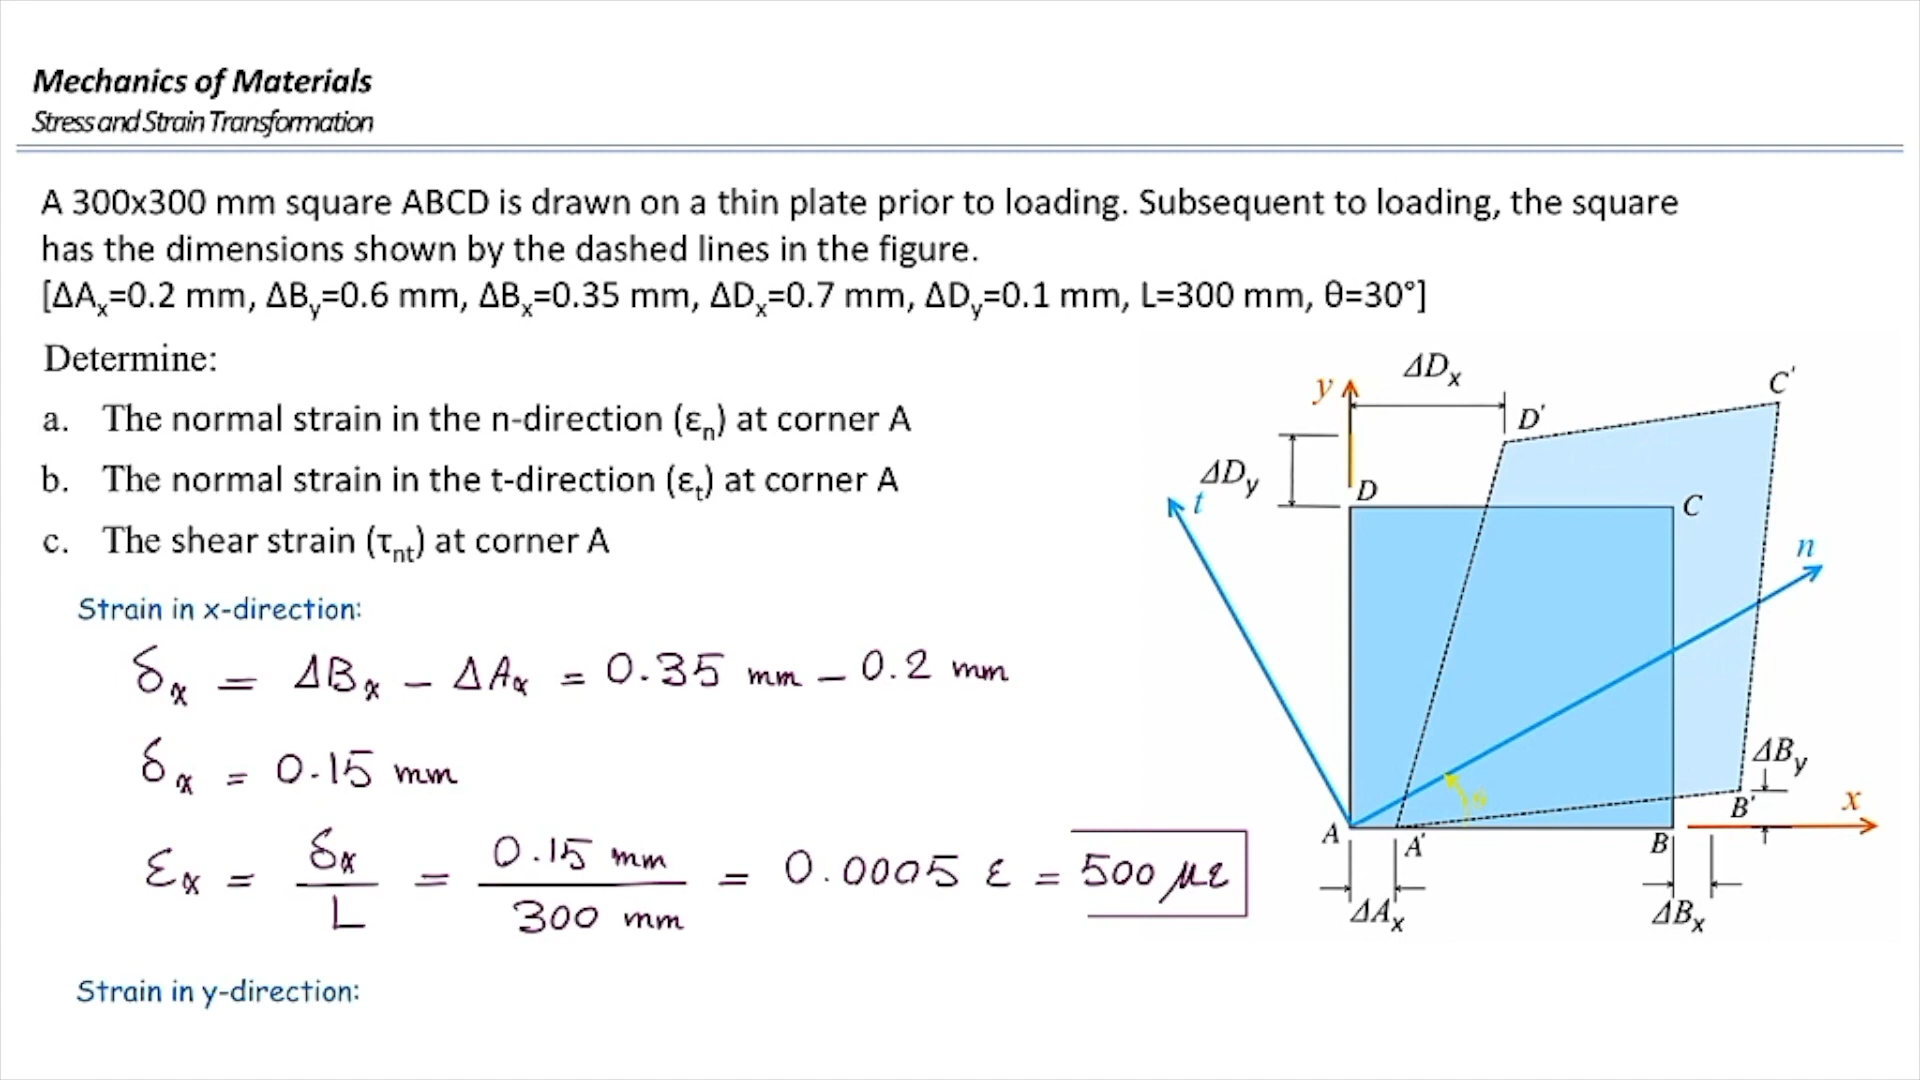 Mechanics of Materials
Stress and Strain Transformation
A 300x300 mm square ABCD is drawn on a thin plate prior to loading. Subsequent to loading, the square
has the dimensions shown by the dashed lines in the figure.
[ΔAₓ=0.2 mm, ΔBᵧ=0.6 mm, ΔBₓ=0.35 mm, ΔDₓ=0.7 mm, ΔDᵧ=0.1 mm, L=300 mm, θ=30°]
Determine:
a. The normal strain in the n-direction (εₙ) at corner A
b. The normal strain in the t-direction (εₜ) at corner A
c. The shear strain (τₙₜ) at corner A
Strain in x-direction:
δₓ = ΔBₓ − ΔAₓ = 0.35 mm − 0.2 mm
δₓ = 0.15 mm
εₓ = δₓ / L = 0.15 mm / 300 mm = 0.0005 ε = 500 με
Strain in y-direction:
ΔDₓ
y
D'
C'
ΔDᵧ
t
D
C
n
θ
ΔBᵧ
B'
x
A
A'
B
ΔAₓ
ΔBₓ